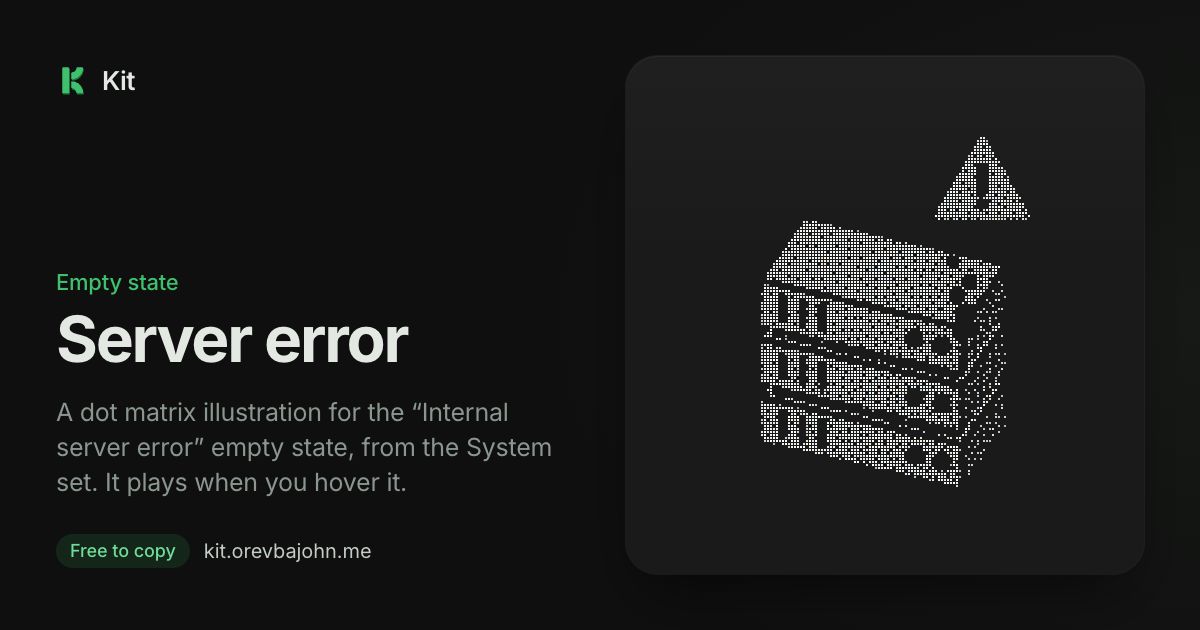 Kit
Empty state
Server error
A dot matrix illustration for the “Internal
server error” empty state, from the System
set. It plays when you hover it.
Free to copy
kit.orevbajohn.me